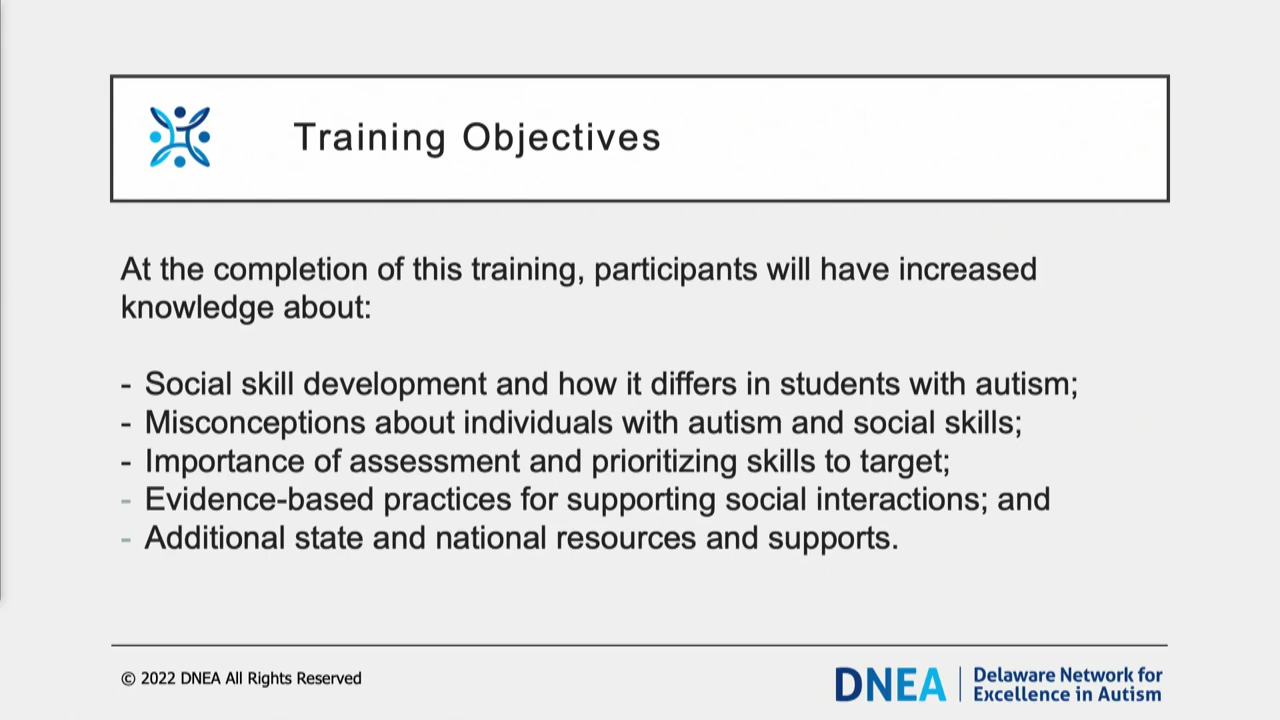 Training Objectives
At the completion of this training, participants will have increased
knowledge about:
- Social skill development and how it differs in students with autism;
- Misconceptions about individuals with autism and social skills;
- Importance of assessment and prioritizing skills to target;
- Evidence-based practices for supporting social interactions; and
- Additional state and national resources and supports.
© 2022 DNEA All Rights Reserved
DNEA
Delaware Network for
Excellence in Autism